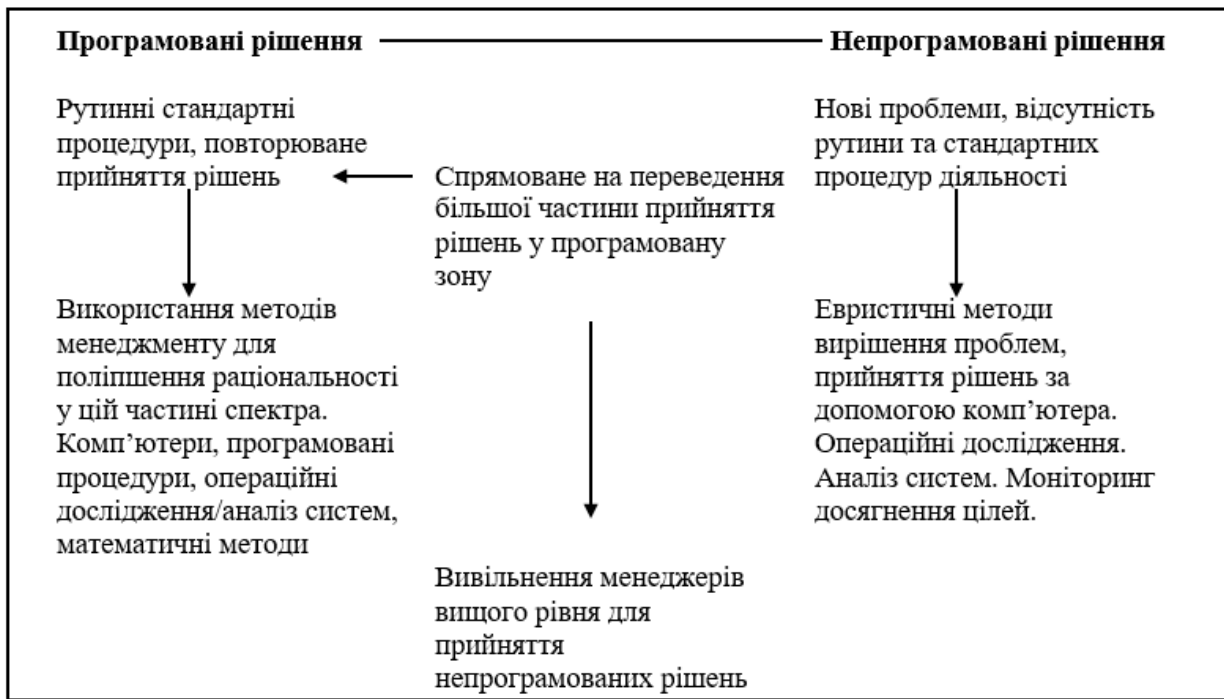 Програмовані рішення
Непрограмовані рішення
Рутинні стандартні
процедури, повторюване
прийняття рішень
Спрямоване на переведення
більшої частини прийняття
рішень у програмовану
зону
Нові проблеми, відсутність
рутини та стандартних
процедур діяльності
Використання методів
менеджменту для
поліпшення раціональності
у цій частині спектра.
Комп’ютери, програмовані
процедури, операційні
дослідження/аналіз систем,
математичні методи
Евристичні методи
вирішення проблем,
прийняття рішень за
допомогою комп’ютера.
Операційні дослідження.
Аналіз систем. Моніторинг
досягнення цілей.
Вивільнення менеджерів
вищого рівня для
прийняття
непрограмованих рішень